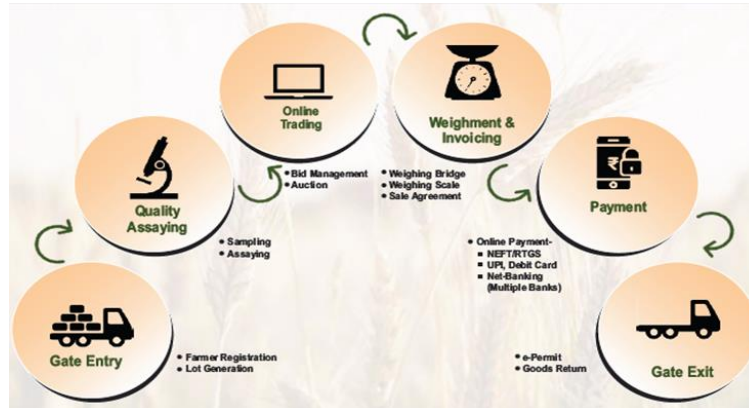 Gate Entry
• Farmer Registration
• Lot Generation
Quality
Assaying
• Sampling
• Assaying
Online
Trading
• Bid Management
• Auction
Weighment &
Invoicing
• Weighing Bridge
• Weighing Scale
• Sale Agreement
₹
Payment
• Online Payment-
▪ NEFT/RTGS
▪ UPI, Debit Card
▪ Net-Banking
(Multiple Banks)
Gate Exit
• e-Permit
• Goods Return